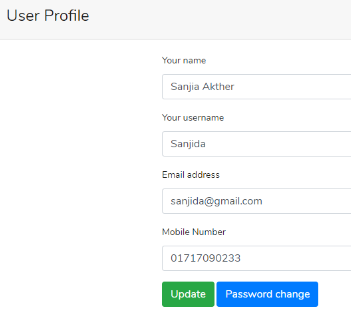 User Profile
Your name
Sanjia Akther
Your username
Sanjida
Email address
sanjida@gmail.com
Mobile Number
01717090233
Update Password change